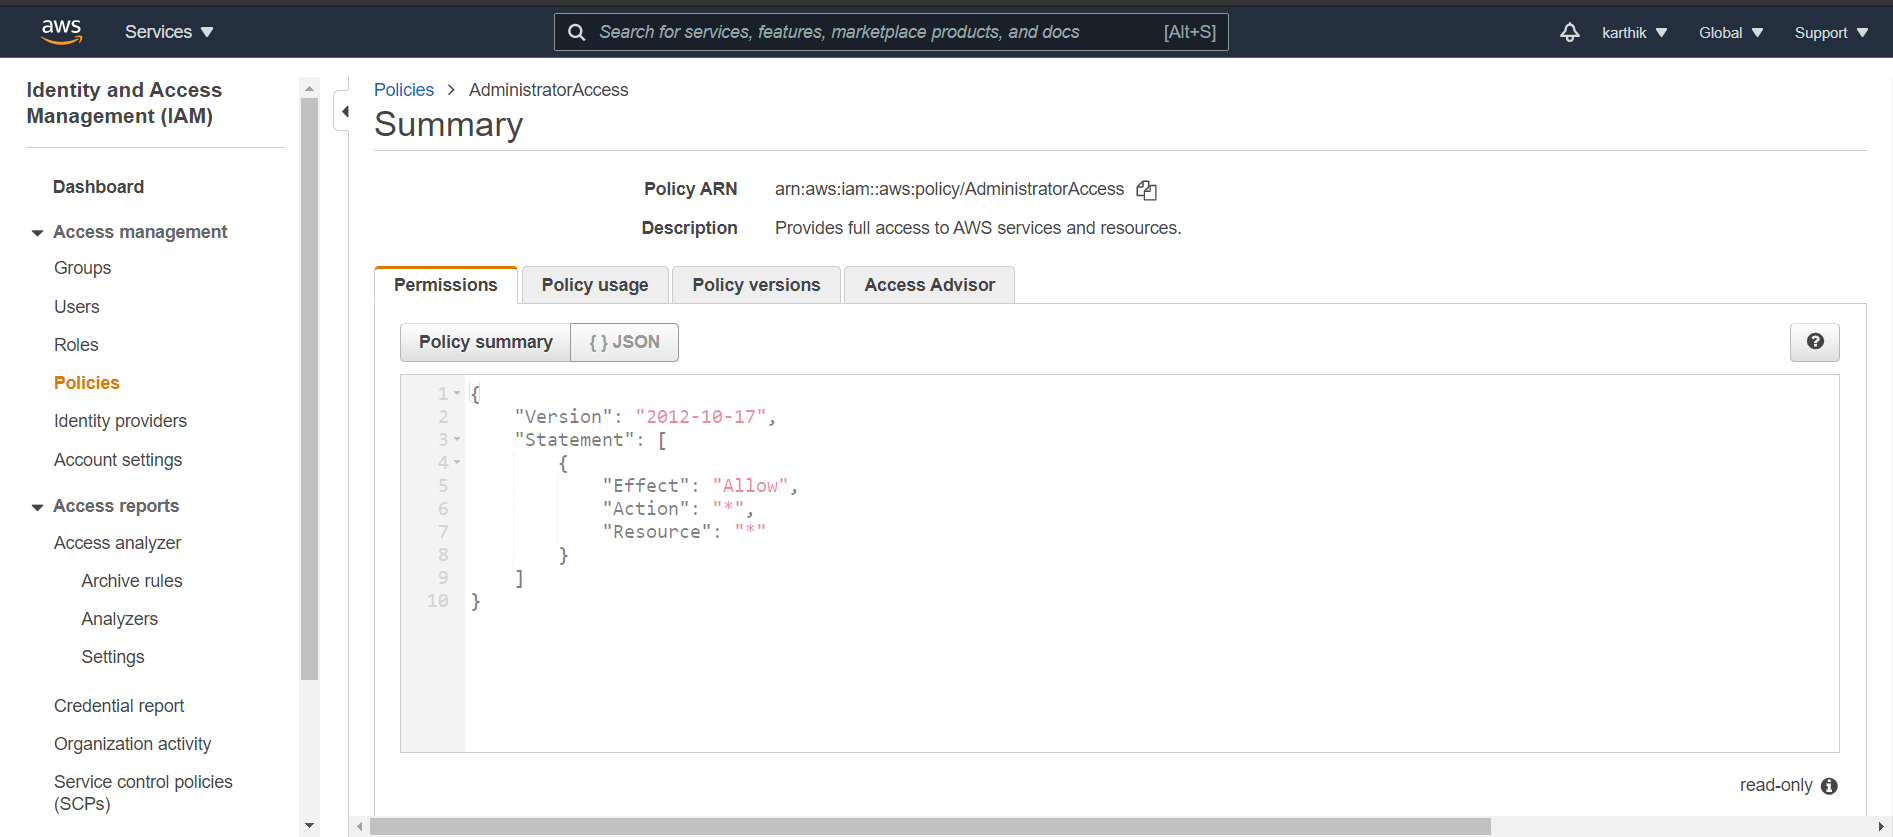 aws
Services
Search for services, features, marketplace products, and docs [Alt+S]
karthik
Global
Support
Identity and Access
Management (IAM)
Dashboard
Access management
Groups
Users
Roles
Policies
Identity providers
Account settings
Access reports
Access analyzer
Archive rules
Analyzers
Settings
Credential report
Organization activity
Service control policies
(SCPs)
Policies > AdministratorAccess
Summary
Policy ARN arn:aws:iam::aws:policy/AdministratorAccess
Description Provides full access to AWS services and resources.
Permissions Policy usage Policy versions Access Advisor
Policy summary { } JSON
?
1 {
2     "Version": "2012-10-17",
3     "Statement": [
4         {
5             "Effect": "Allow",
6             "Action": "*",
7             "Resource": "*"
8         }
9     ]
10 }
read-only